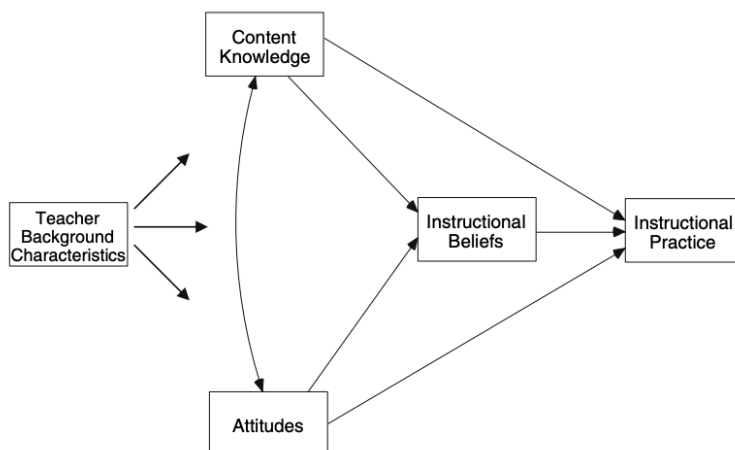 Content
Knowledge
Teacher
Background
Characteristics
Instructional
Beliefs
Instructional
Practice
Attitudes